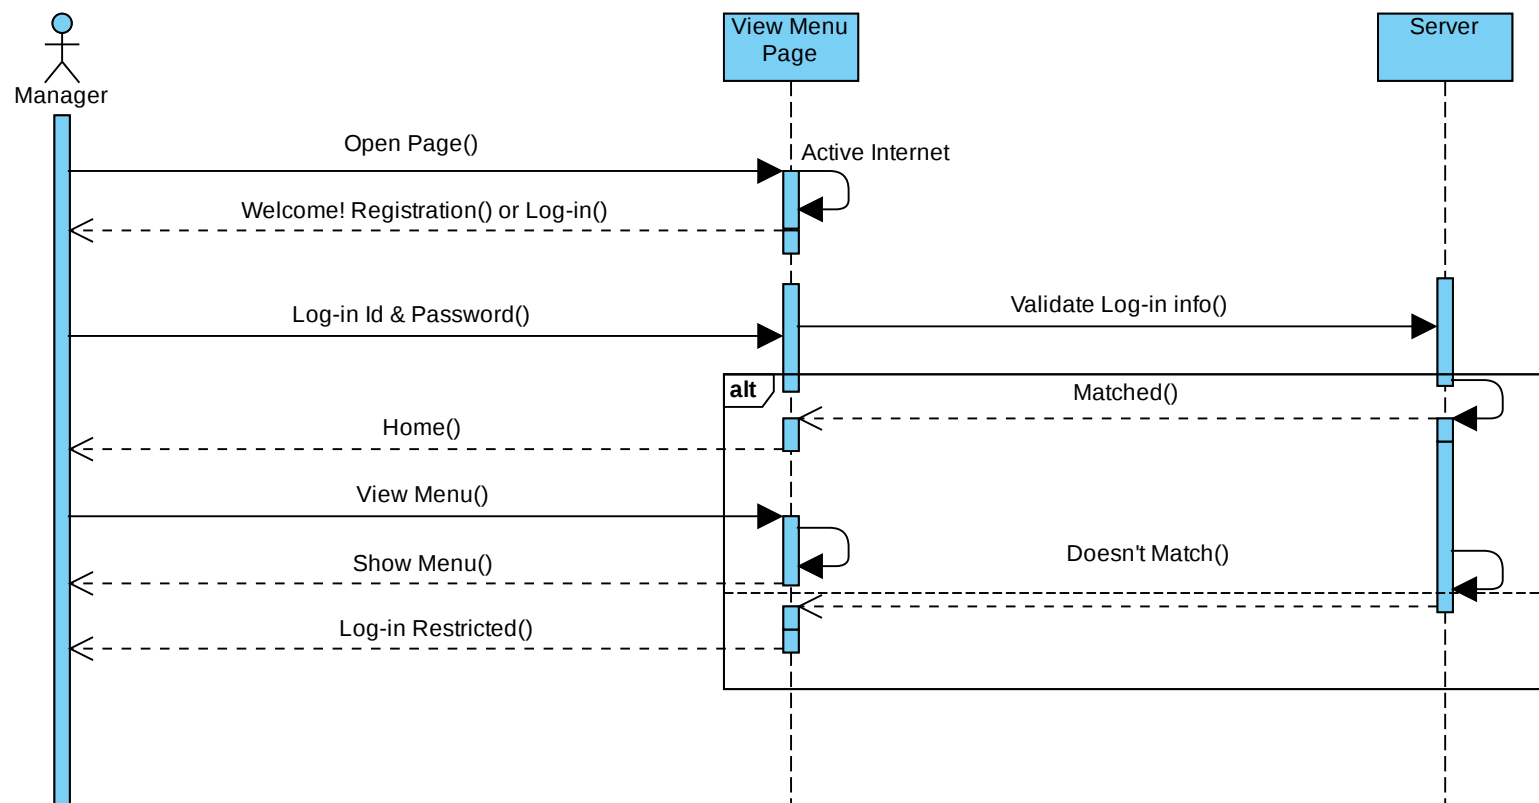 View Menu
Page
Server
Manager
Open Page()
Active Internet
Welcome! Registration() or Log-in()
Log-in Id & Password()
Validate Log-in info()
alt
Matched()
Home()
View Menu()
Doesn't Match()
Show Menu()
Log-in Restricted()